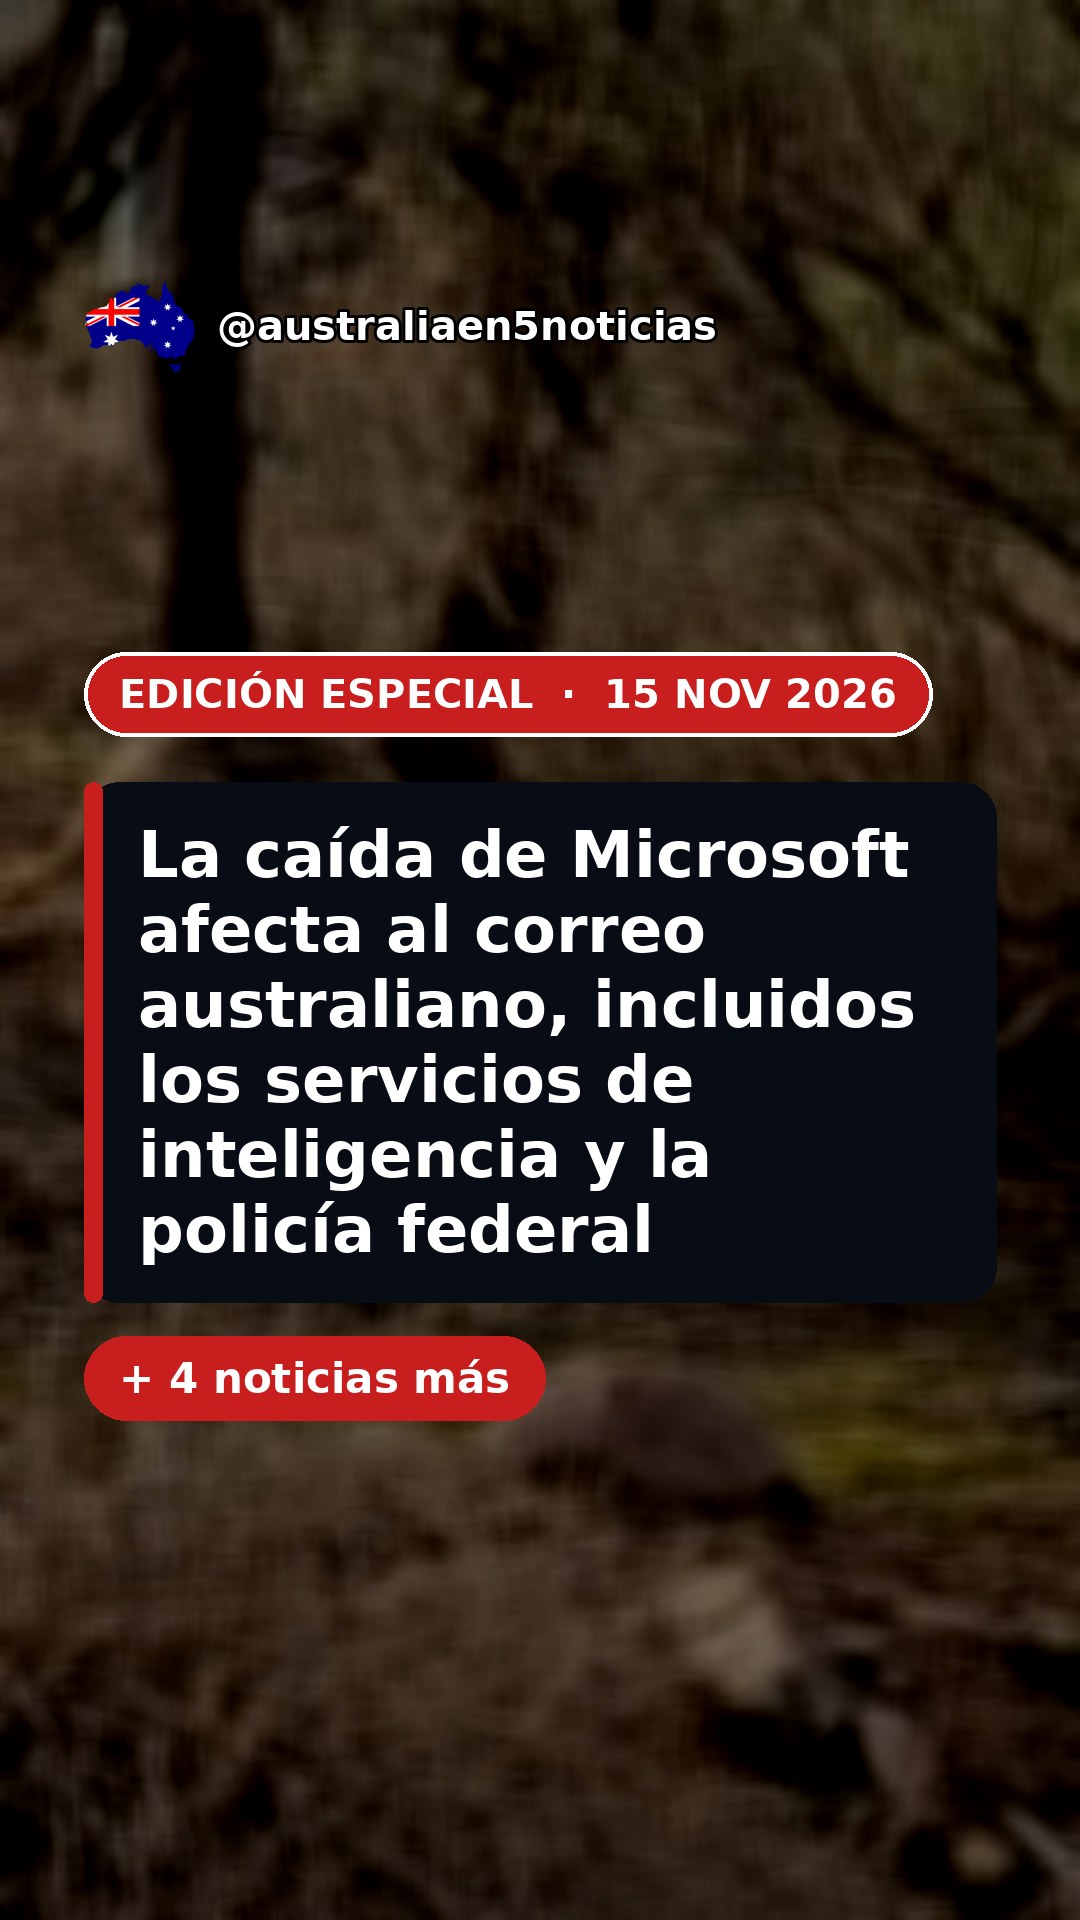 @australiaen5noticias
EDICIÓN ESPECIAL · 15 NOV 2026
La caída de Microsoft
afecta al correo
australiano, incluidos
los servicios de
inteligencia y la
policía federal
+ 4 noticias más